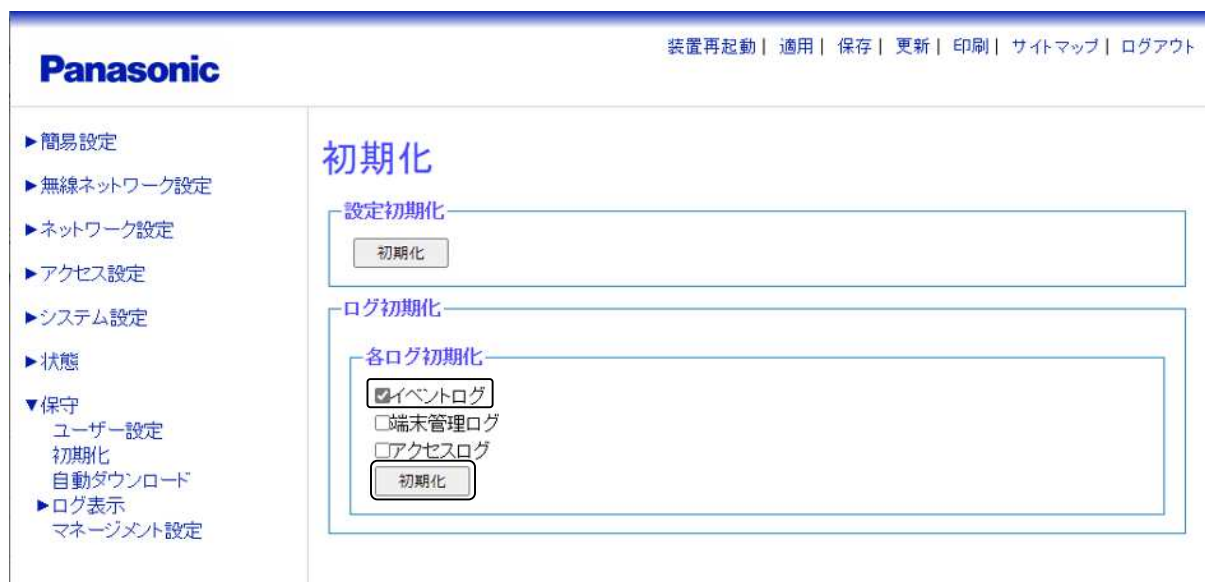 装置再起動| 適用| 保存| 更新| 印刷| サイトマップ| ログアウト
Panasonic
▶簡易設定
▶無線ネットワーク設定
▶ネットワーク設定
▶アクセス設定
▶システム設定
▶状態
▼保守
ユーザー設定
初期化
自動ダウンロード
▶ログ表示
マネージメント設定
初期化
設定初期化
初期化
ログ初期化
各ログ初期化
イベントログ
端末管理ログ
アクセスログ
初期化